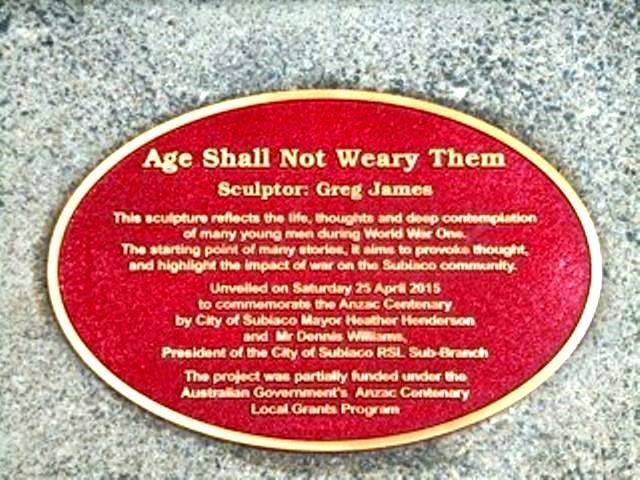 Age Shall Not Weary Them
Sculptor: Greg James
This sculpture reflects the life, thoughts and deep contemplation
of many young men during World War One.
The starting point of many stories, it aims to provoke thought,
and highlight the impact of war on the Subiaco community.
Unveiled on Saturday 25 April 2015
to commemorate the Anzac Centenary
by City of Subiaco Mayor Heather Henderson
and Mr Dennis Williams,
President of the City of Subiaco RSL Sub-Branch
The project was partially funded under the
Australian Government's Anzac Centenary
Local Grants Program